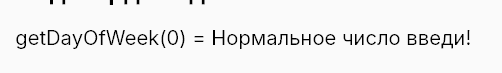 getDayOfWeek(0) = Нормальное число введи!